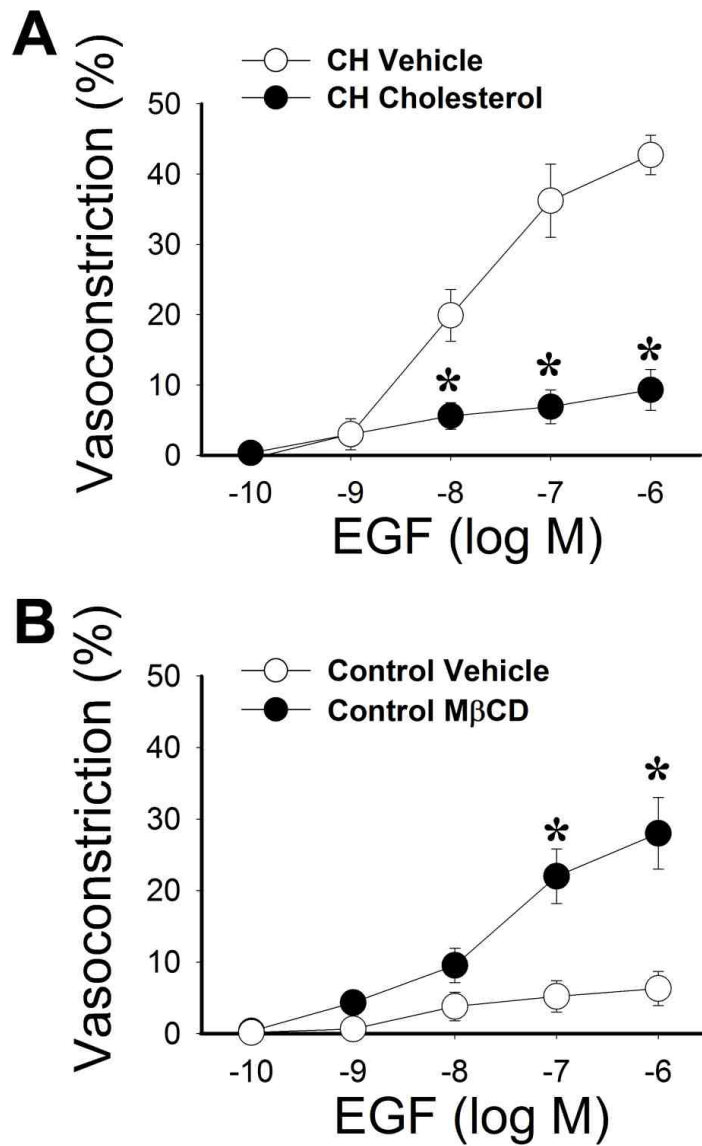 A
CH Vehicle
CH Cholesterol
Vasoconstriction (%)
50
40
30
20
10
0
*
*
*
-10 -9 -8 -7 -6
EGF (log M)
B
Control Vehicle
Control MβCD
Vasoconstriction (%)
50
40
30
20
10
0
*
*
-10 -9 -8 -7 -6
EGF (log M)